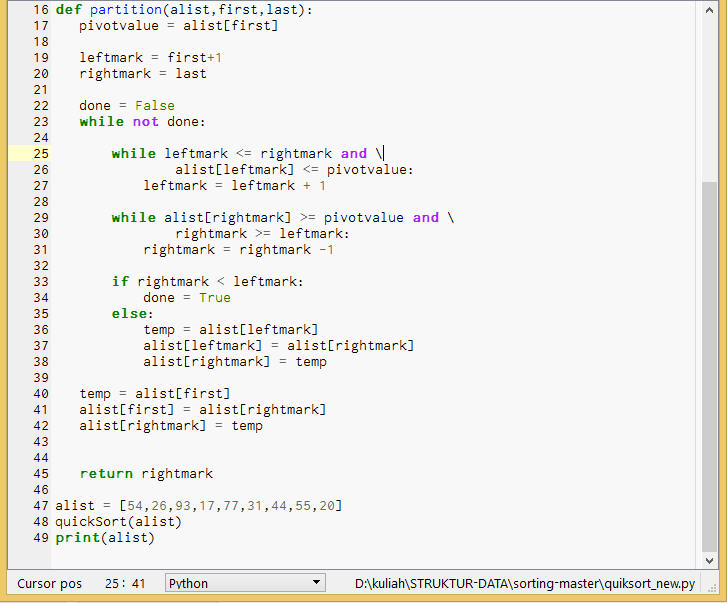 16 def partition(alist,first,last):
17    pivotvalue = alist[first]
18
19    leftmark = first+1
20    rightmark = last
21
22    done = False
23    while not done:
24
25        while leftmark <= rightmark and \
26                alist[leftmark] <= pivotvalue:
27            leftmark = leftmark + 1
28
29        while alist[rightmark] >= pivotvalue and \
30                rightmark >= leftmark:
31            rightmark = rightmark -1
32
33        if rightmark < leftmark:
34            done = True
35        else:
36            temp = alist[leftmark]
37            alist[leftmark] = alist[rightmark]
38            alist[rightmark] = temp
39
40    temp = alist[first]
41    alist[first] = alist[rightmark]
42    alist[rightmark] = temp
43
44
45    return rightmark
46
47 alist = [54,26,93,17,77,31,44,55,20]
48 quickSort(alist)
49 print(alist)
Cursor pos 25: 41 Python D:\kuliah\STRUKTUR-DATA\sorting-master\quiksort_new.py